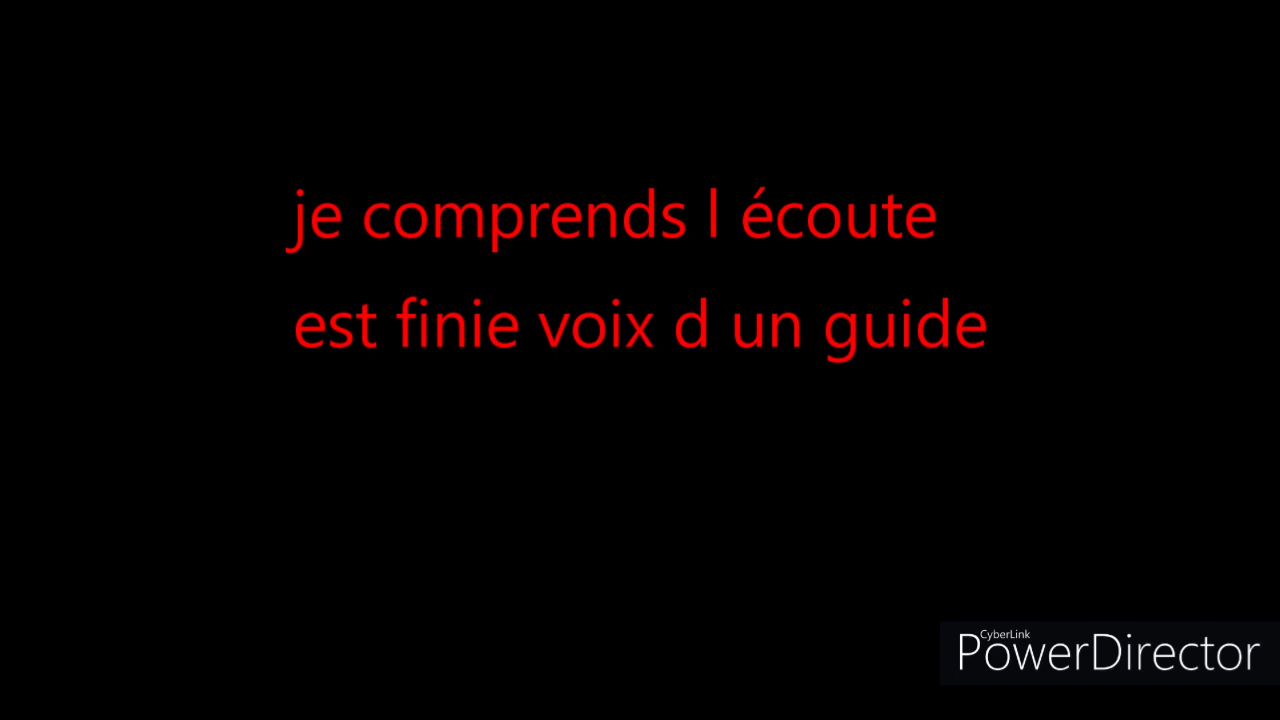 je comprends l écoute
est finie voix d un guide
CyberLink
PowerDirector